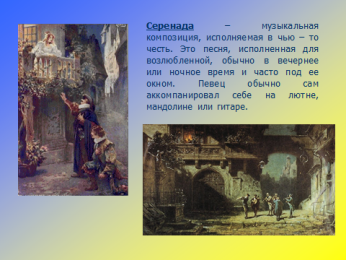 Серенада – музыкальная
композиция, исполняемая в чью – то
честь. Это песня, исполненная для
возлюбленной, обычно в вечернее
или ночное время и часто под ее
окном. Певец обычно сам
аккомпанировал себе на лютне,
мандолине или гитаре.